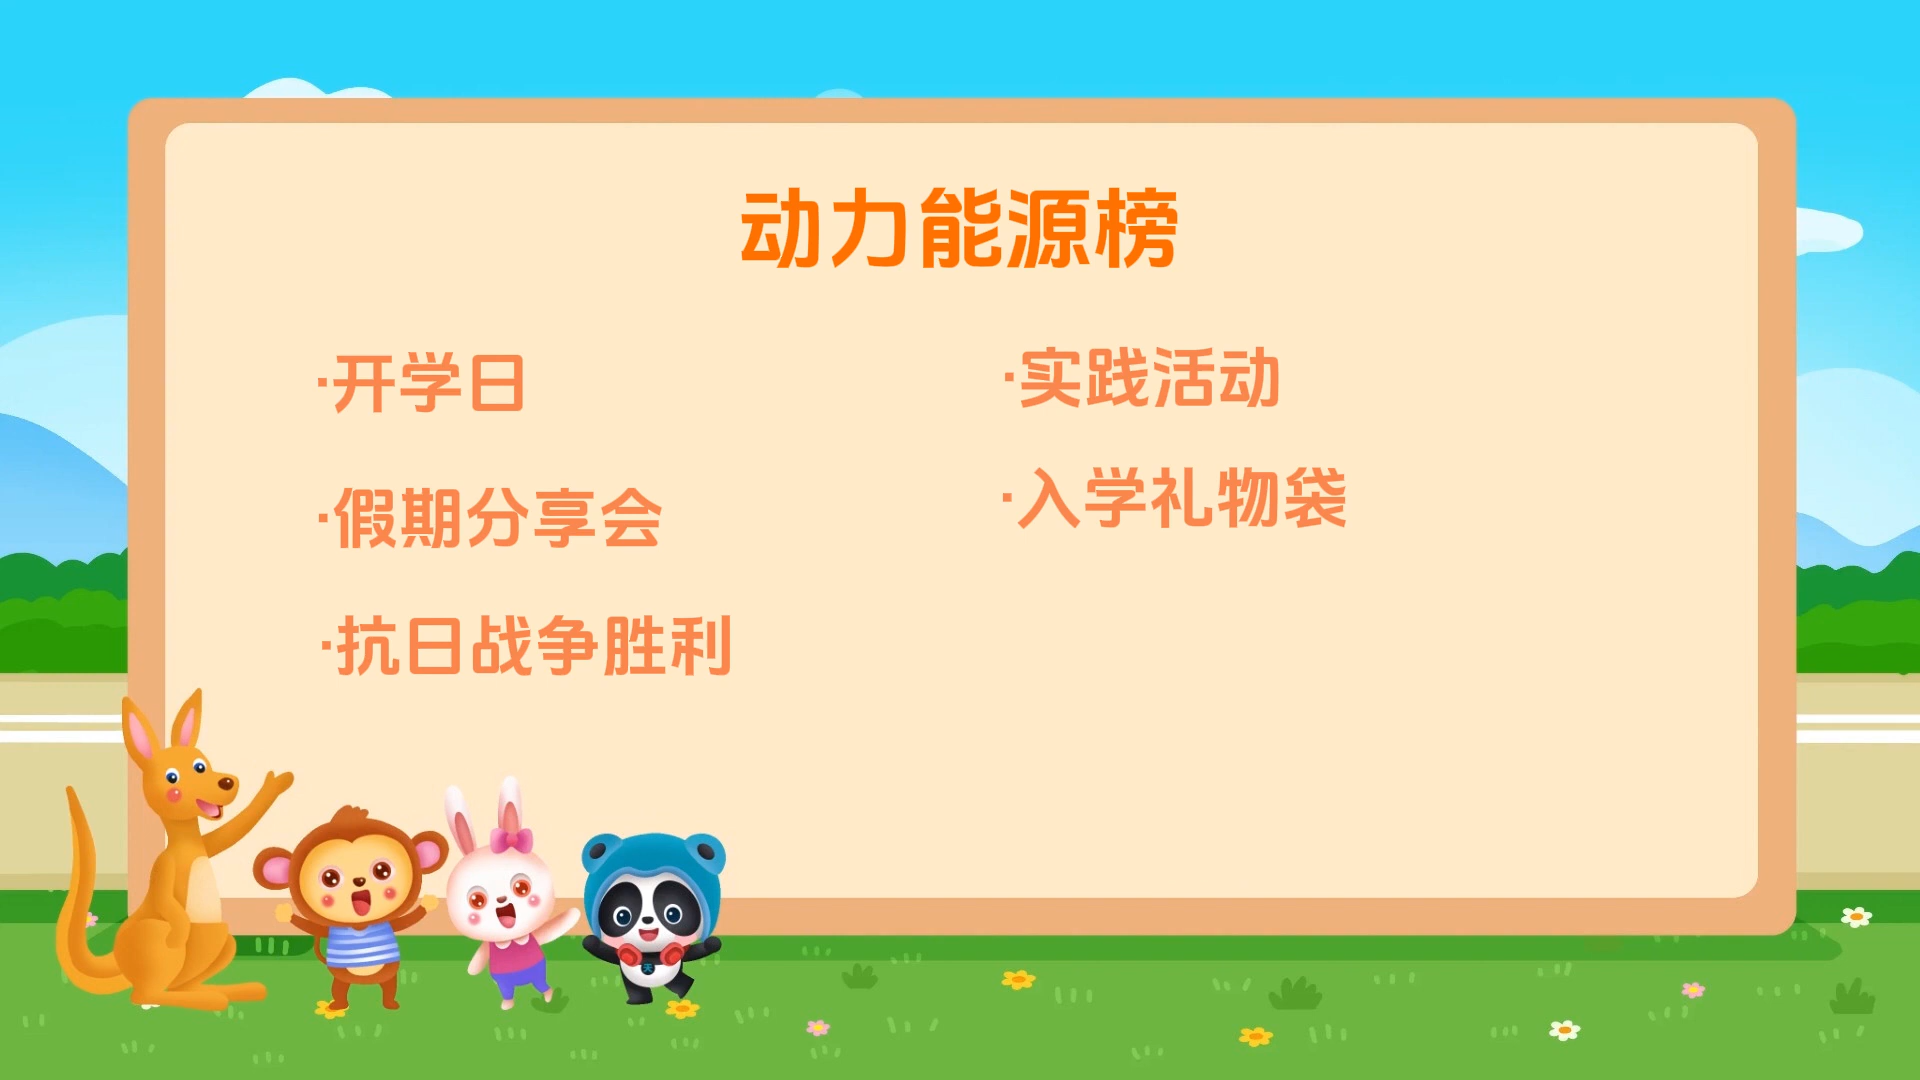 动力能源榜
·开学日
·假期分享会
·抗日战争胜利
·实践活动
·入学礼物袋